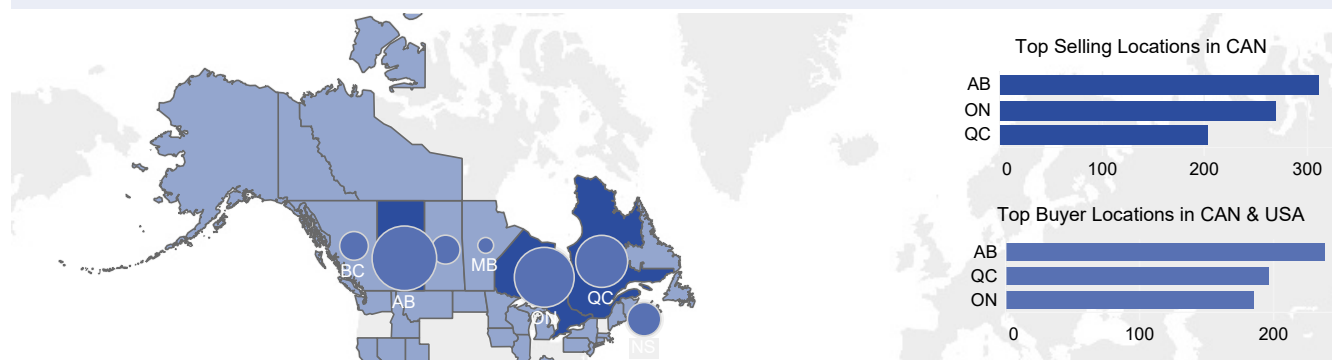 BC
AB
MB
ON
QC
NS
Top Selling Locations in CAN
AB
ON
QC
0 100 200 300
Top Buyer Locations in CAN & USA
AB
QC
ON
0 100 200